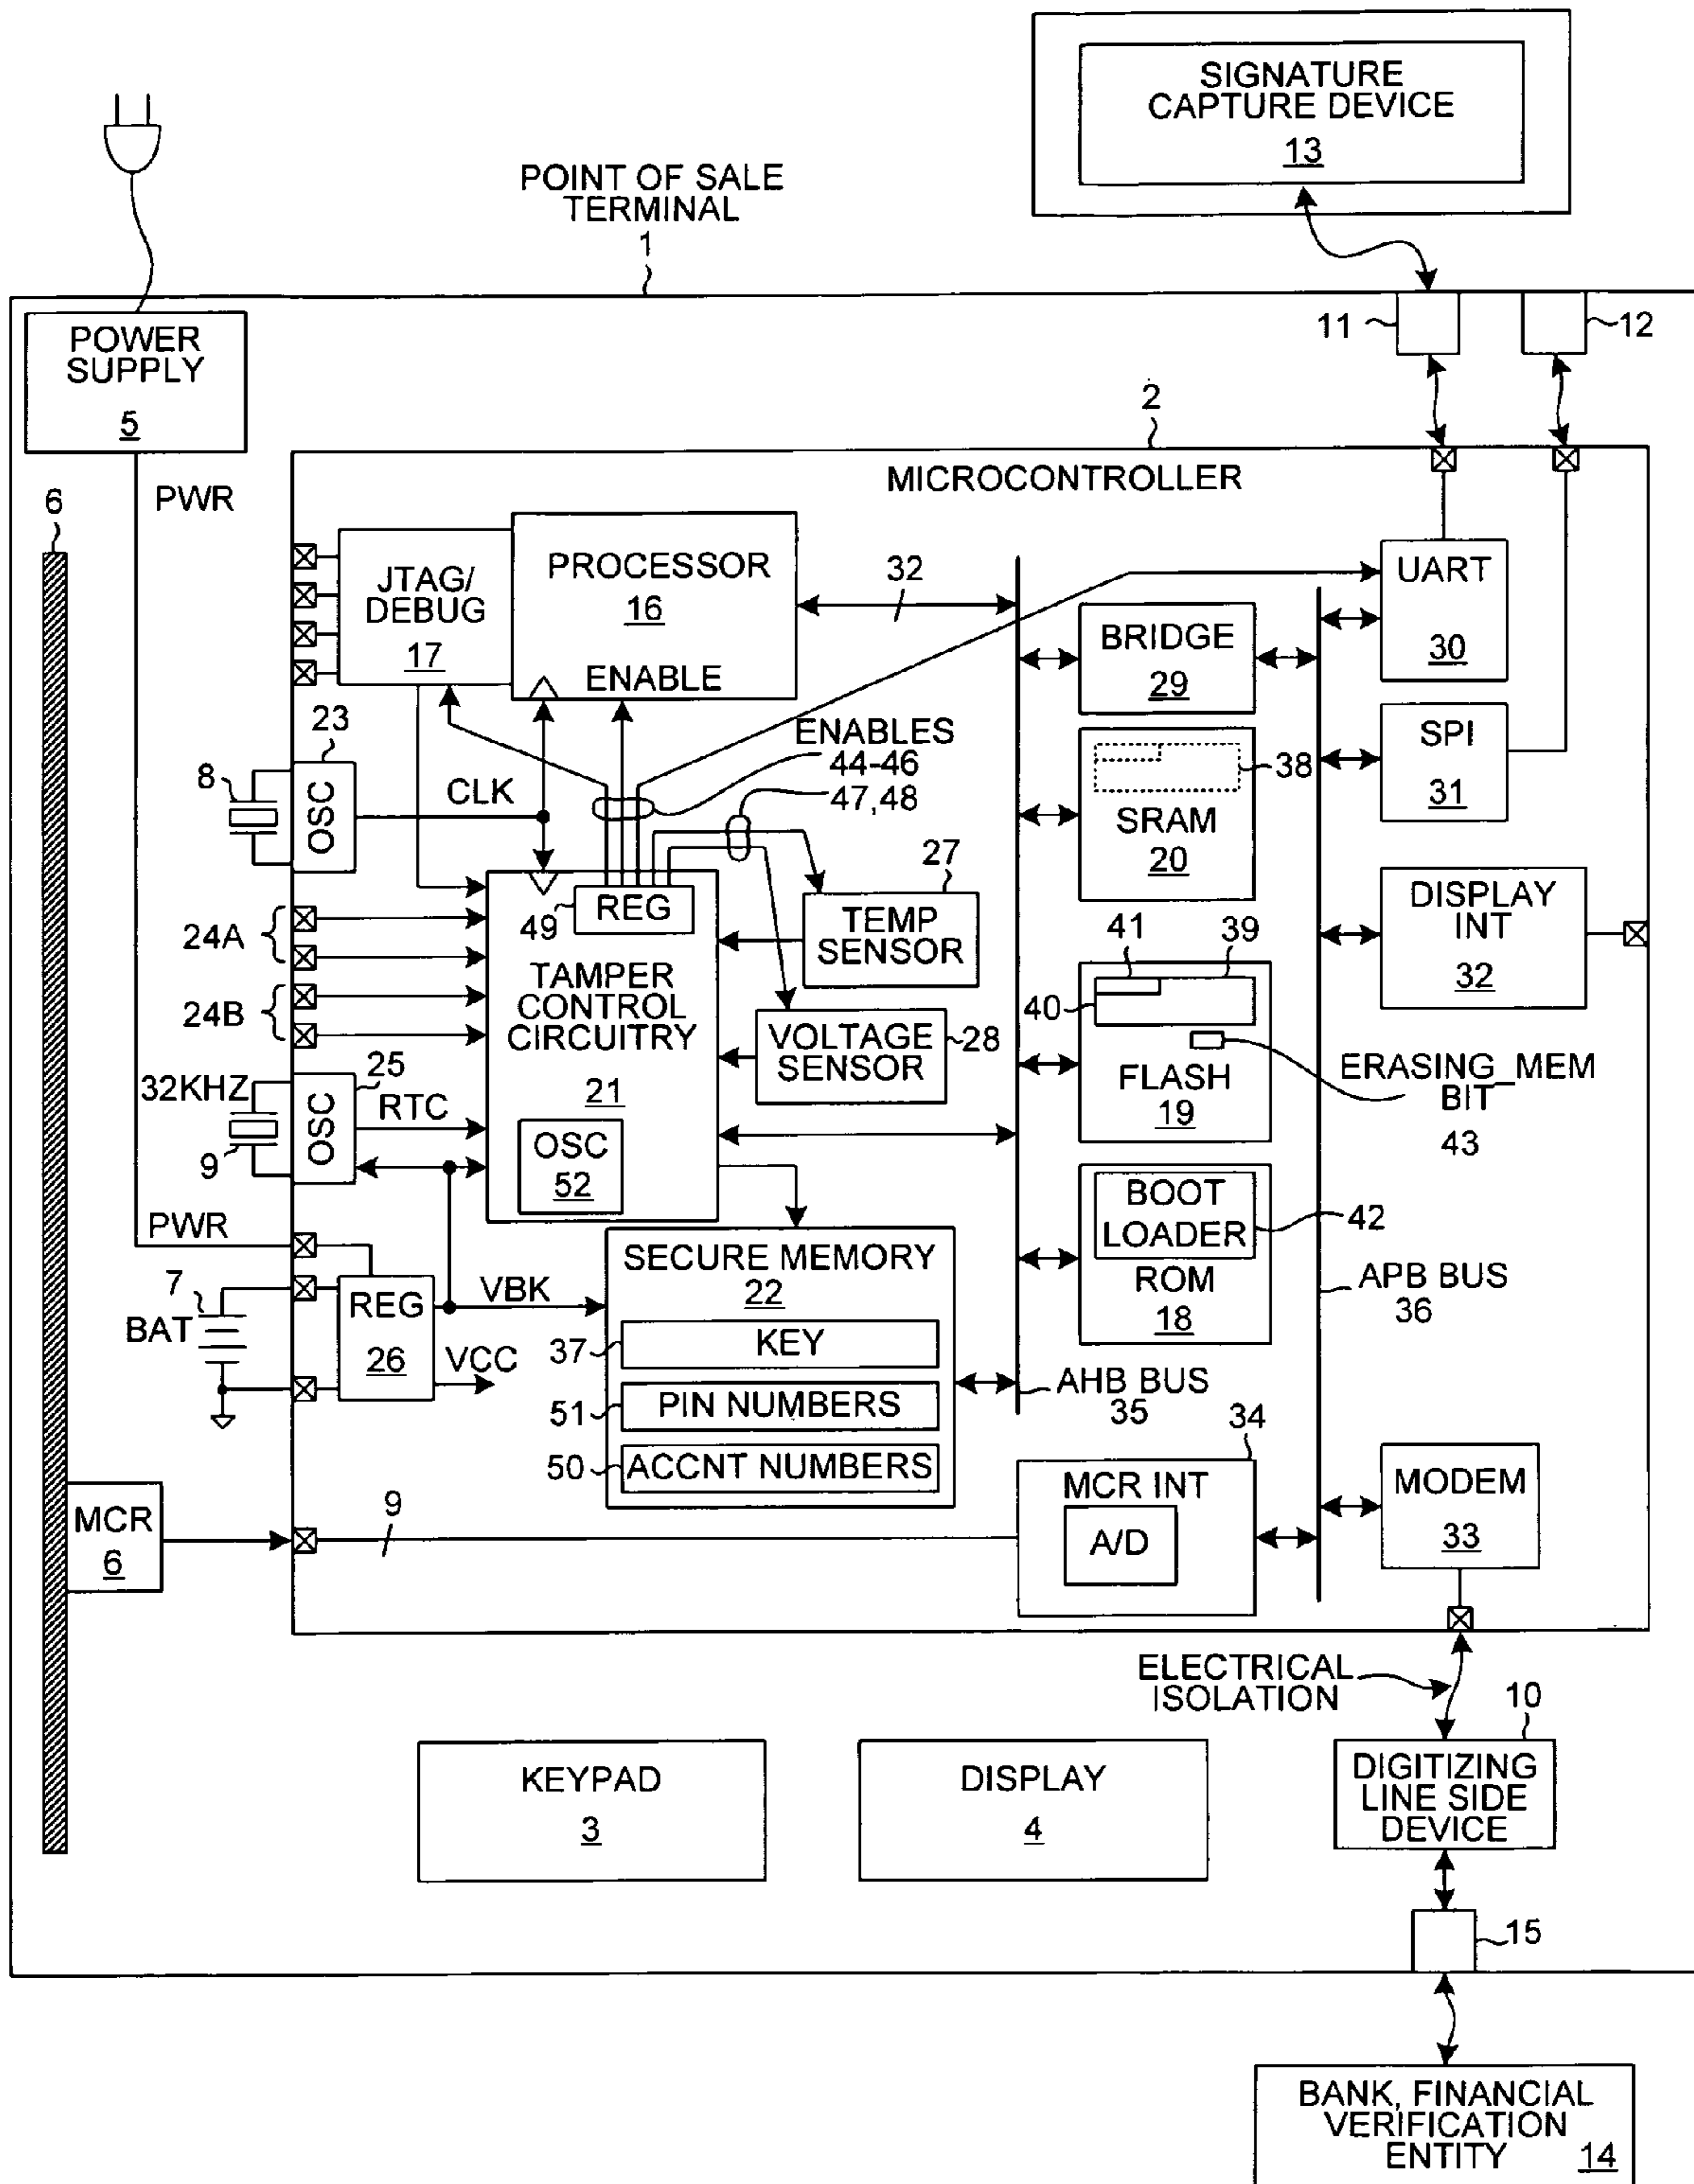 SIGNATURE
CAPTURE DEVICE
13
POINT OF SALE
TERMINAL
1
11
12
POWER
SUPPLY
5
2
MICROCONTROLLER
6
PWR
JTAG/
DEBUG
17
PROCESSOR
16
ENABLE
32
UART
30
BRIDGE
29
23
8
OSC
CLK
ENABLES
44-46
47,48
38
SRAM
20
SPI
31
27
49
REG
TEMP
SENSOR
24A
24B
TAMPER
CONTROL
CIRCUITRY
21
VOLTAGE
SENSOR
28
41
39
40
FLASH
19
DISPLAY
INT
32
ERASING_MEM
BIT
43
32KHZ
25
OSC
RTC
9
OSC
52
BOOT
LOADER
42
ROM
18
PWR
7
BAT
REG
26
VBK
VCC
SECURE MEMORY
22
37
KEY
51
PIN NUMBERS
50
ACCNT NUMBERS
APB BUS
36
AHB BUS
35
34
MCR INT
A/D
MODEM
33
MCR
6
9
ELECTRICAL
ISOLATION
10
KEYPAD
3
DISPLAY
4
DIGITIZING
LINE SIDE
DEVICE
15
BANK, FINANCIAL
VERIFICATION
ENTITY
14